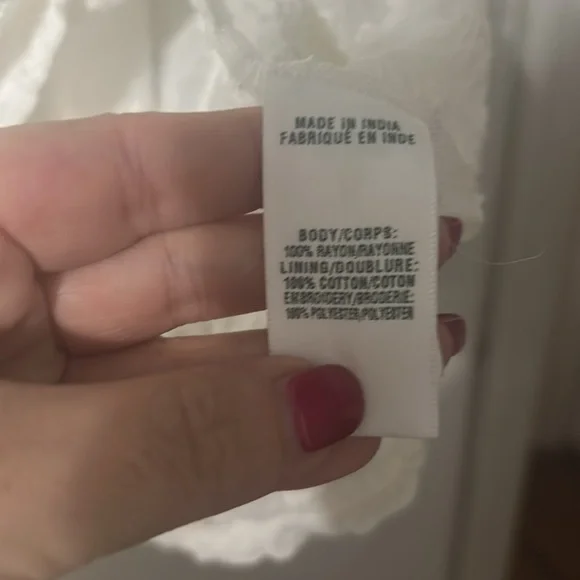 MADE IN INDIA
FABRIQUÉ EN INDE
BODY/CORPS:
100% RAYON/RAYONNE
LINING/DOUBLURE:
100% COTTON/COTON
EMBROIDERY/BRODERIE:
100% POLYESTER/POLYESTER